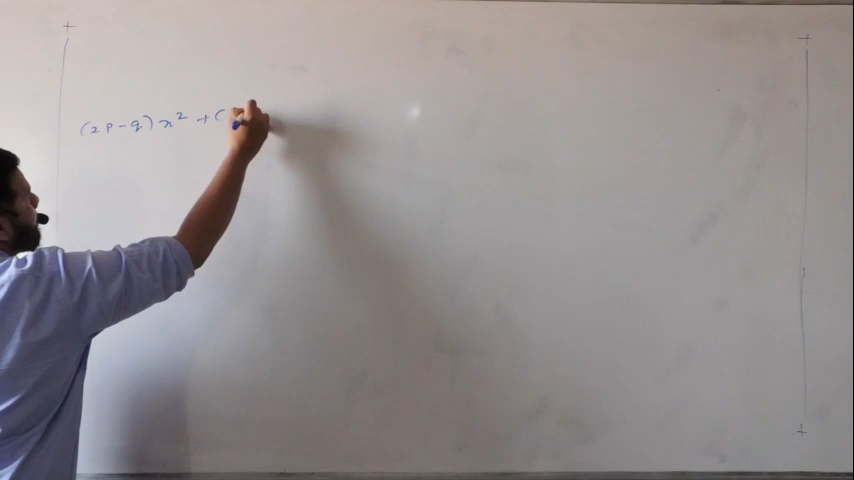 (2p-q)x² + (